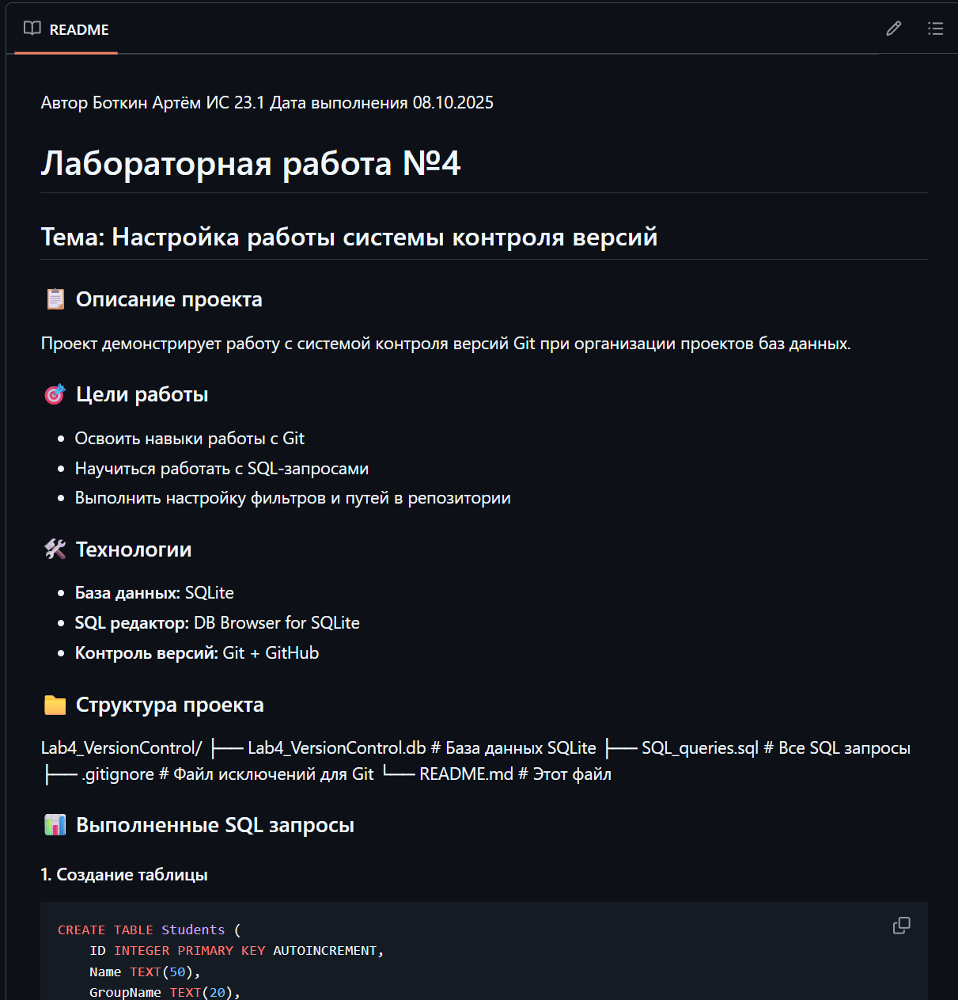 README
Автор Боткин Артём ИС 23.1 Дата выполнения 08.10.2025
Лабораторная работа №4
Тема: Настройка работы системы контроля версий
📋 Описание проекта
Проект демонстрирует работу с системой контроля версий Git при организации проектов баз данных.
🎯 Цели работы
• Освоить навыки работы с Git
• Научиться работать с SQL-запросами
• Выполнить настройку фильтров и путей в репозитории
🛠 Технологии
• База данных: SQLite
• SQL редактор: DB Browser for SQLite
• Контроль версий: Git + GitHub
📁 Структура проекта
Lab4_VersionControl/ ├── Lab4_VersionControl.db # База данных SQLite ├── SQL_queries.sql # Все SQL запросы
├── .gitignore # Файл исключений для Git └── README.md # Этот файл
📊 Выполненные SQL запросы
1. Создание таблицы
CREATE TABLE Students (
    ID INTEGER PRIMARY KEY AUTOINCREMENT,
    Name TEXT(50),
    GroupName TEXT(20),